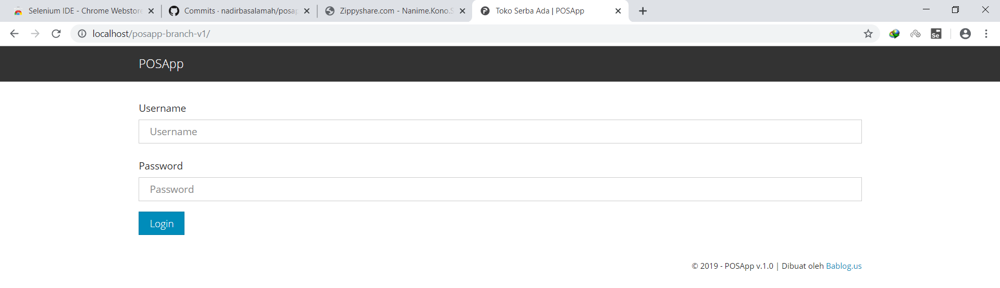 Selenium IDE - Chrome Webstore
Commits · nadirbasalamah/posap
Zippyshare.com - Nanime.Kono.S
Toko Serba Ada | POSApp
localhost/posapp-branch-v1/
Se
POSApp
Username
Username
Password
Password
Login
© 2019 - POSApp v.1.0 | Dibuat oleh Bablog.us